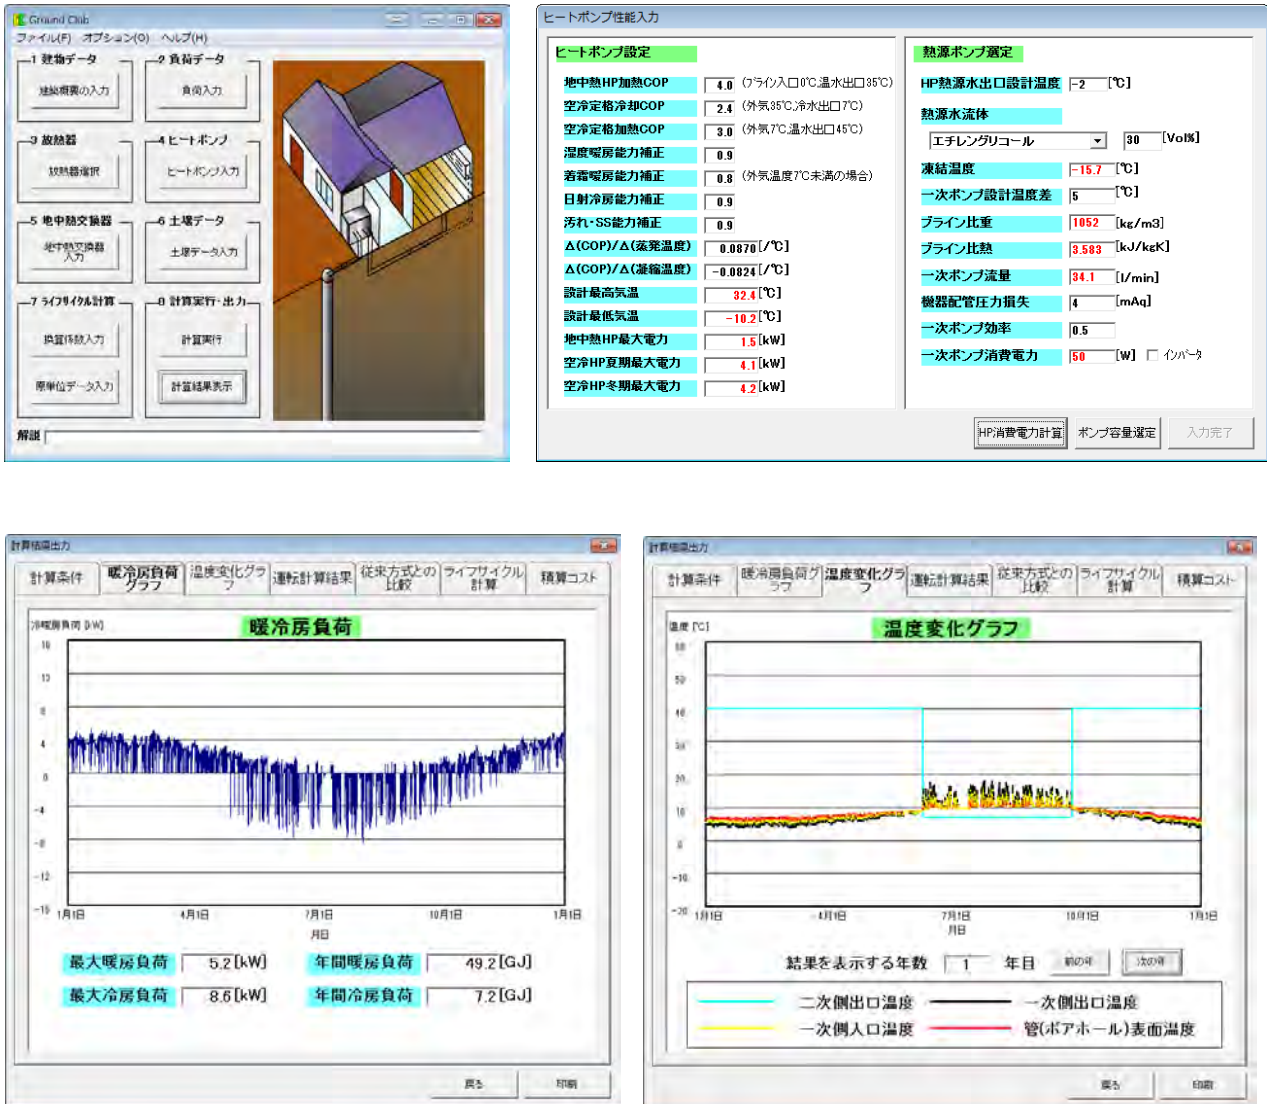 Ground Club
ファイル(F) オプション(O) ヘルプ(H)
1 建物データ
建築概要の入力
2 負荷データ
負荷入力
3 放熱器
放熱器選択
4 ヒートポンプ
ヒートポンプ入力
5 地中熱交換器
地中熱交換器
入力
6 土壌データ
土壌データ入力
7 ライフサイクル計算
換算係数入力
原単位データ入力
8 計算実行・出力
計算実行
計算結果表示
解説
ヒートポンプ性能入力
ヒートポンプ設定
地中熱HP加熱COP 4.0 (ブライン入口0℃,温水出口35℃)
空冷定格冷却COP 2.4 (外気35℃,冷水出口7℃)
空冷定格加熱COP 3.0 (外気7℃,温水出口45℃)
湿度暖房能力補正 0.9
着霜暖房能力補正 0.8 (外気温度7℃未満の場合)
日射冷房能力補正 0.9
汚れ・SS能力補正 0.9
Δ(COP)/Δ(蒸発温度) 0.0870 [/℃]
Δ(COP)/Δ(凝縮温度) -0.0824 [/℃]
設計最高気温 32.4 [℃]
設計最低気温 -10.2 [℃]
地中熱HP最大電力 1.5 [kW]
空冷HP夏期最大電力 4.1 [kW]
空冷HP冬期最大電力 4.2 [kW]
熱源ポンプ選定
HP熱源水出口設計温度 -2 [℃]
熱源水流体
エチレングリコール 30 [Vol%]
凍結温度 -15.7 [℃]
一次ポンプ設計温度差 5 [℃]
ブライン比重 1052 [kg/m3]
ブライン比熱 3.583 [kJ/kgK]
一次ポンプ流量 34.1 [l/min]
機器配管圧力損失 4 [mAq]
一次ポンプ効率 0.5
一次ポンプ消費電力 50 [W] インバータ
HP消費電力計算 ポンプ容量選定 入力完了
計算結果出力
計算条件 暖冷房負荷グラフ 温度変化グラフ 運転計算結果 従来方式との比較 ライフサイクル計算 積算コスト
冷暖房負荷 [kW]
暖冷房負荷
16
12
8
4
0
-4
-8
-12
-16
1月1日 4月1日 7月1日 10月1日 1月1日
月日
最大暖房負荷 5.2 [kW] 年間暖房負荷 49.2 [GJ]
最大冷房負荷 8.6 [kW] 年間冷房負荷 7.2 [GJ]
戻る 印刷
計算結果出力
計算条件 暖冷房負荷グラフ 温度変化グラフ 運転計算結果 従来方式との比較 ライフサイクル計算 積算コスト
温度 [℃]
温度変化グラフ
60
50
40
30
20
10
0
-10
-20
1月1日 4月1日 7月1日 10月1日 1月1日
月日
結果を表示する年数 1 年目 前の年 次の年
二次側出口温度 一次側出口温度
一次側入口温度 管(ボアホール)表面温度
戻る 印刷